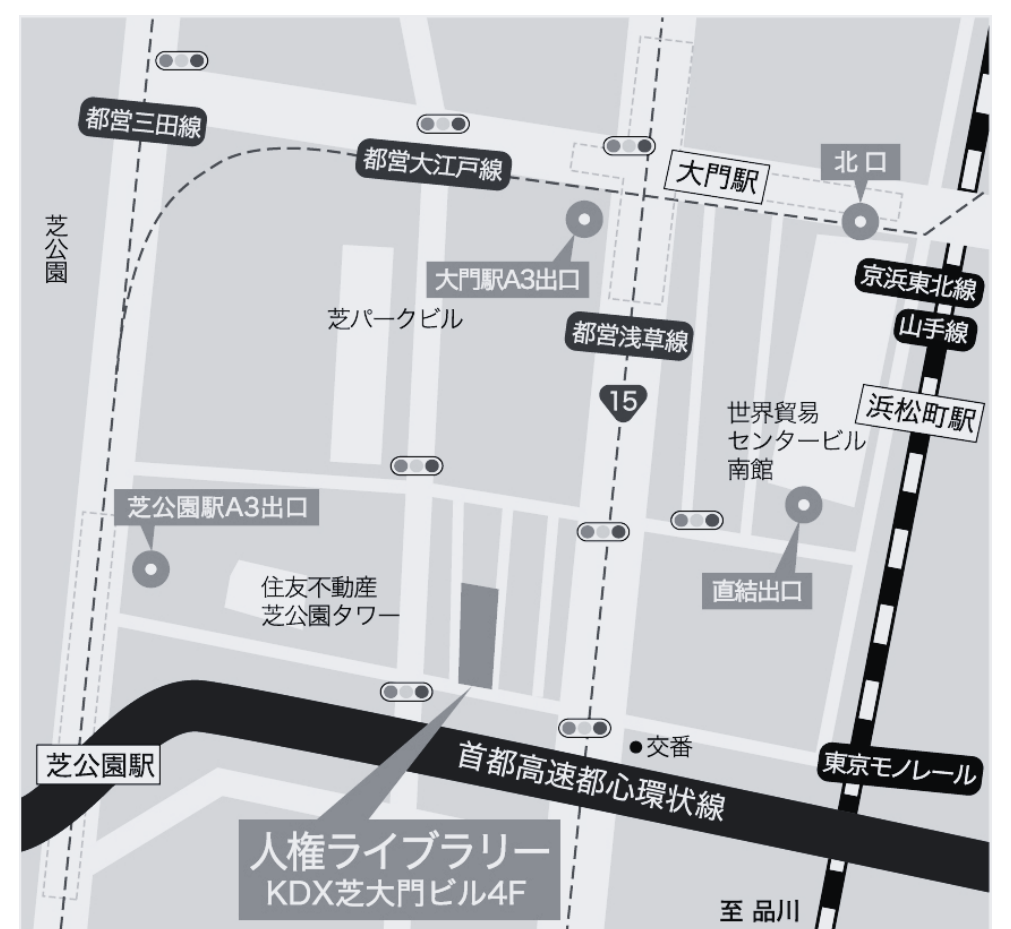 都営三田線
都営大江戸線
大門駅
北口
芝公園
大門駅A3出口
京浜東北線
山手線
芝パークビル
都営浅草線
15
世界貿易
センタービル
南館
浜松町駅
芝公園駅A3出口
直結出口
住友不動産
芝公園タワー
交番
芝公園駅
首都高速都心環状線
東京モノレール
人権ライブラリー
KDX芝大門ビル4F
至 品川